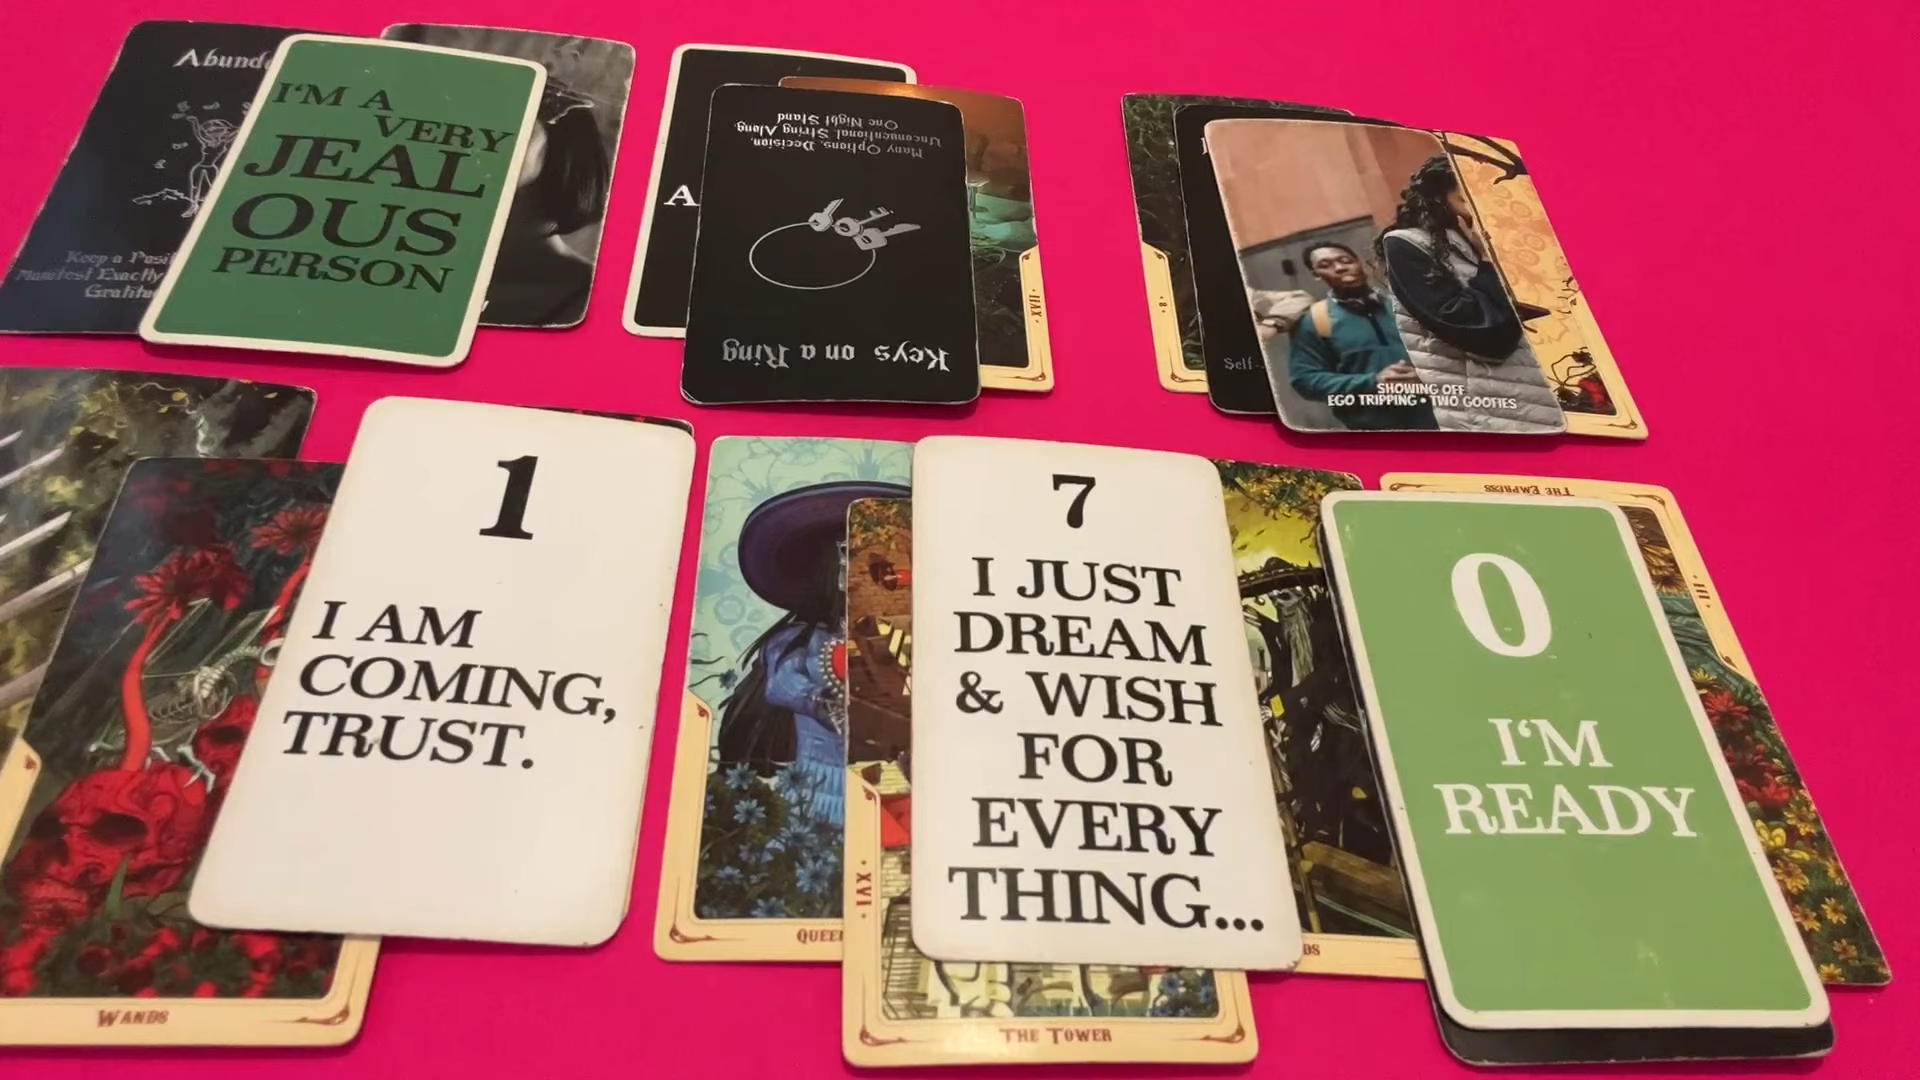 Abund
Keep a Posi
Manifest Exactly
Gratitu
I'M A
VERY
JEAL
OUS
PERSON
A
Many Options, Decision,
Unconventional, String Along,
One Night Stand
Keys on a Ring
XVII
8
Self-
SHOWING OFF
EGO TRIPPING • TWO GOOFIES
WANDS
1
I AM
COMING,
TRUST.
QUEE
XVI
THE TOWER
7
I JUST
DREAM
& WISH
FOR
EVERY
THING...
DS
THE EMPRESS
III
0
I'M
READY